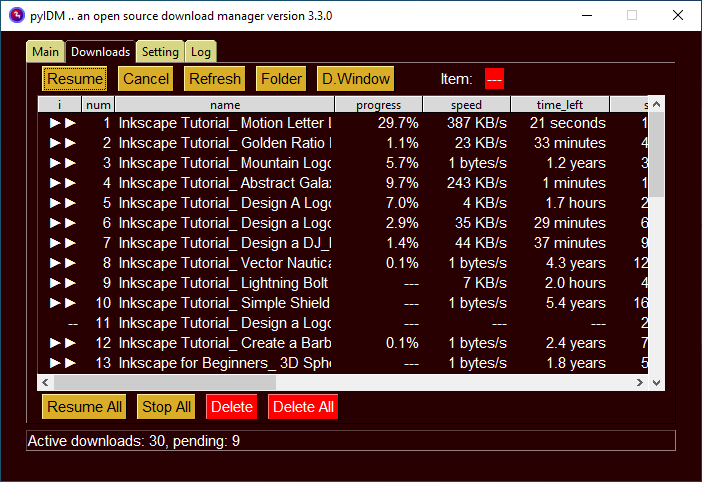 pyIDM .. an open source download manager version 3.3.0
Main Downloads Setting Log
Resume Cancel Refresh Folder D.Window Item: ---
i num name progress speed time_left s
1 Inkscape Tutorial_ Motion Letter L 29.7% 387 KB/s 21 seconds 1
2 Inkscape Tutorial_ Golden Ratio 1.1% 23 KB/s 33 minutes 4
3 Inkscape Tutorial_ Mountain Logo 5.7% 1 bytes/s 1.2 years 3
4 Inkscape Tutorial_ Abstract Galax 9.7% 243 KB/s 1 minutes 1
5 Inkscape Tutorial_ Design A Logo 7.0% 4 KB/s 1.7 hours 2
6 Inkscape Tutorial_ Design a Logo 2.9% 35 KB/s 29 minutes 6
7 Inkscape Tutorial_ Design a DJ_ 1.4% 44 KB/s 37 minutes 9
8 Inkscape Tutorial_ Vector Nautica 0.1% 1 bytes/s 4.3 years 12
9 Inkscape Tutorial_ Lightning Bolt --- 7 KB/s 2.0 hours 4
10 Inkscape Tutorial_ Simple Shield --- 1 bytes/s 5.4 years 16
-- 11 Inkscape Tutorial_ Design a Logo --- --- --- 2
12 Inkscape Tutorial_ Create a Barb 0.1% 1 bytes/s 2.4 years 7
13 Inkscape for Beginners_ 3D Sphe --- 1 bytes/s 1.8 years 5
Resume All Stop All Delete Delete All
Active downloads: 30, pending: 9